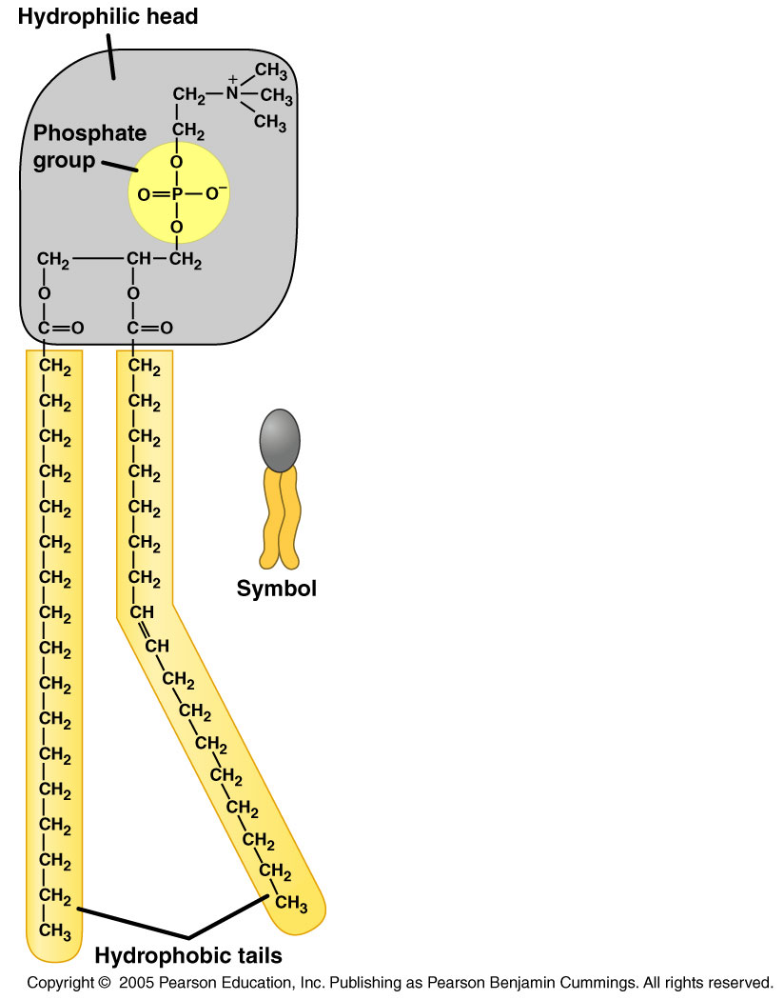 Hydrophilic head
CH3
+
CH2—N—CH3
CH3
Phosphate
group
CH2
O
O=P—O−
O
CH2 CH—CH2
O O
C=O C=O
CH2 CH2
CH2 CH2
CH2 CH2
CH2 CH2
CH2 CH2
CH2 CH2
CH2 CH2
CH2 CH
CH2 CH
CH2 CH2
CH2 CH2
CH2 CH2
CH2 CH2
CH2 CH2
CH2 CH2
CH2 CH2
CH3 CH3
Symbol
Hydrophobic tails
Copyright © 2005 Pearson Education, Inc. Publishing as Pearson Benjamin Cummings. All rights reserved.